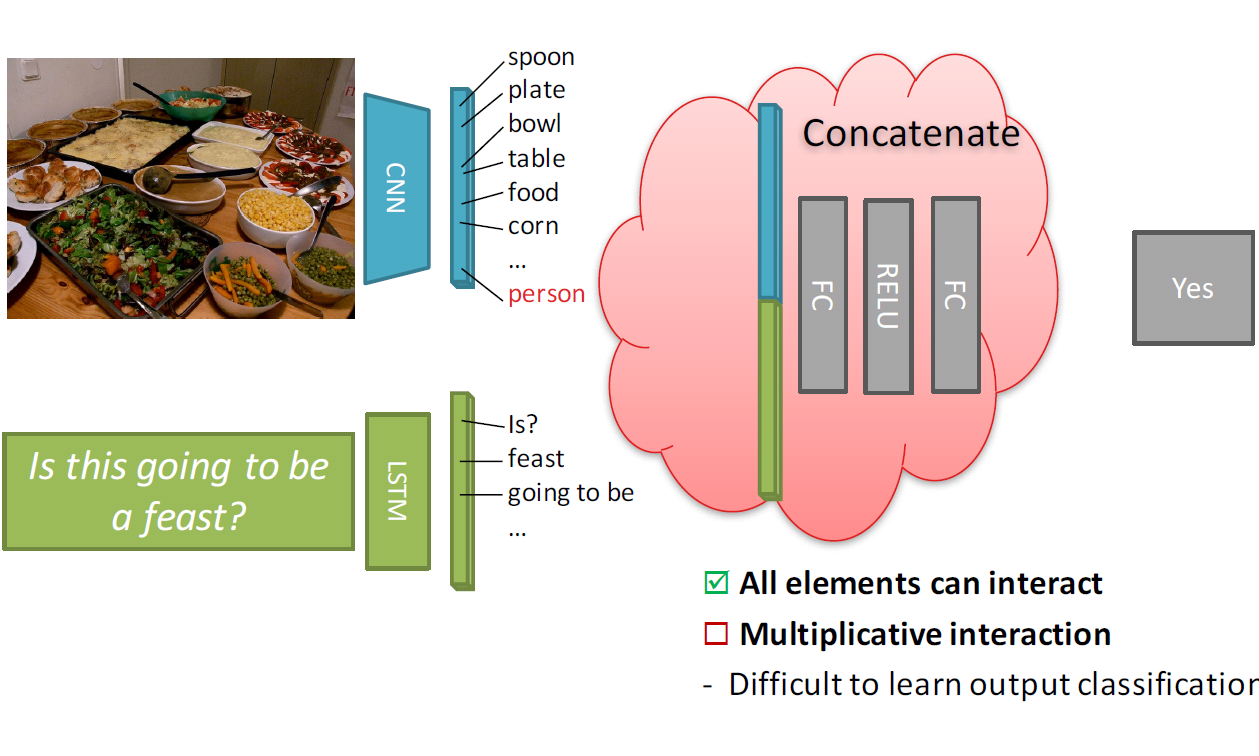 spoon
plate
bowl
table
food
corn
...
person
CNN
Is this going to be
a feast?
LSTM
Is?
feast
going to be
...
Concatenate
FC
RELU
FC
Yes
All elements can interact
Multiplicative interaction
- Difficult to learn output classification